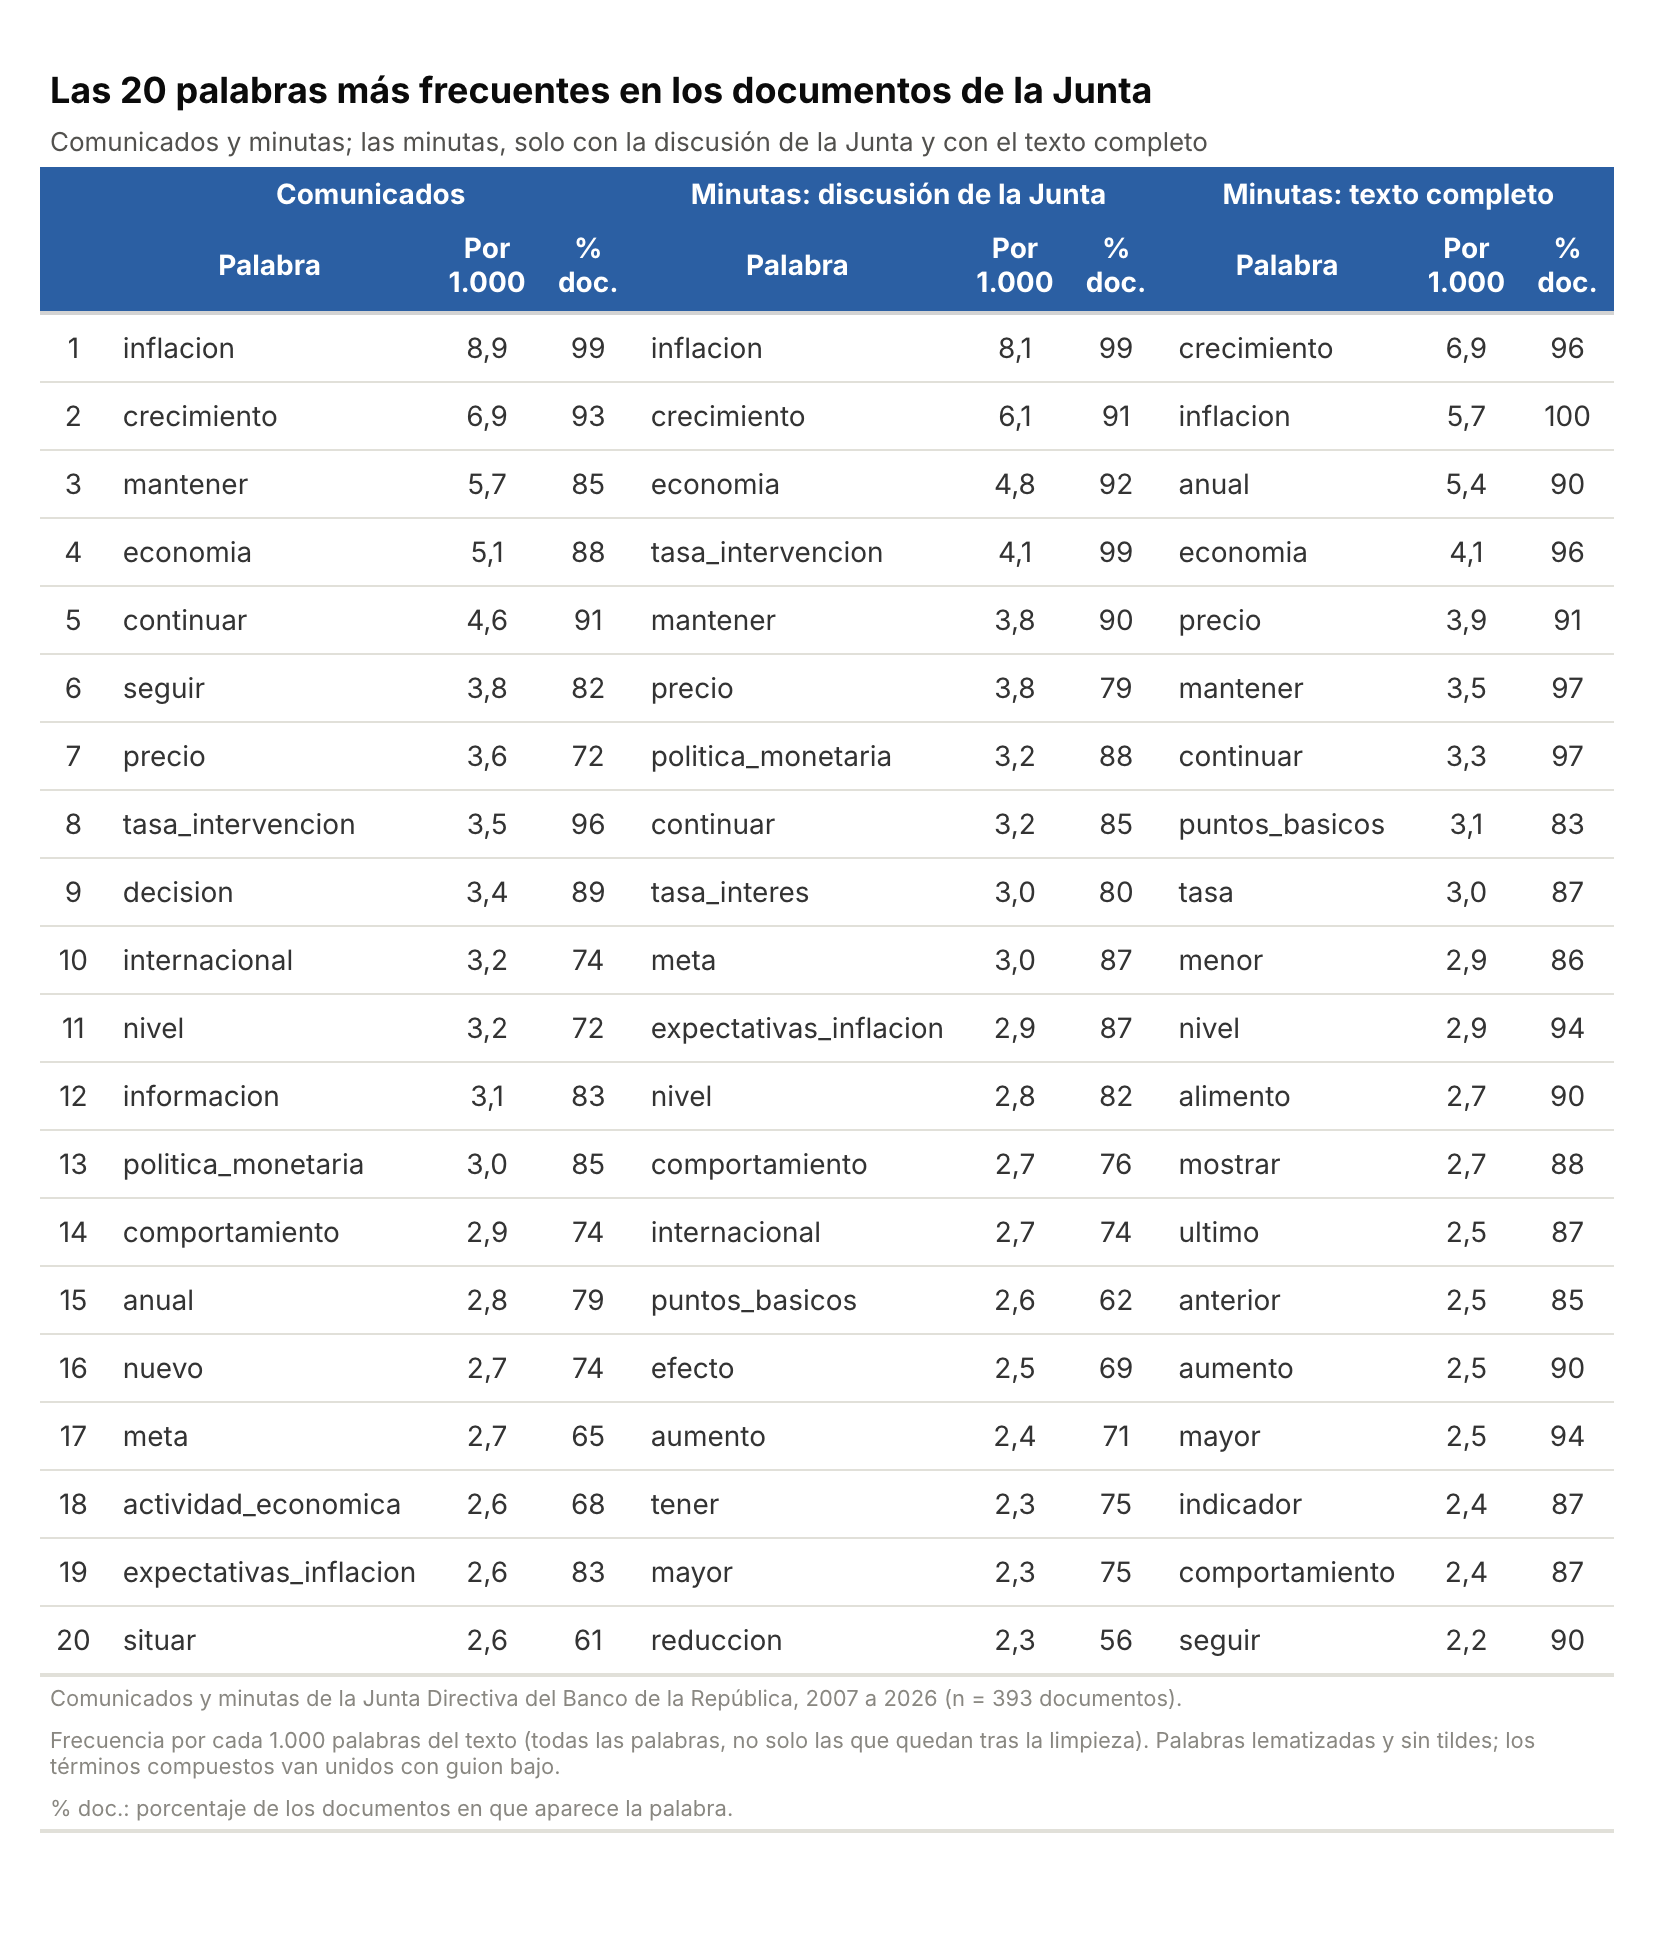 Las 20 palabras más frecuentes en los documentos de la Junta
Comunicados y minutas; las minutas, solo con la discusión de la Junta y con el texto completo
Comunicados Minutas: discusión de la Junta Minutas: texto completo
Palabra Por 1.000 % doc. Palabra Por 1.000 % doc. Palabra Por 1.000 % doc.
1 inflacion 8,9 99 inflacion 8,1 99 crecimiento 6,9 96
2 crecimiento 6,9 93 crecimiento 6,1 91 inflacion 5,7 100
3 mantener 5,7 85 economia 4,8 92 anual 5,4 90
4 economia 5,1 88 tasa_intervencion 4,1 99 economia 4,1 96
5 continuar 4,6 91 mantener 3,8 90 precio 3,9 91
6 seguir 3,8 82 precio 3,8 79 mantener 3,5 97
7 precio 3,6 72 politica_monetaria 3,2 88 continuar 3,3 97
8 tasa_intervencion 3,5 96 continuar 3,2 85 puntos_basicos 3,1 83
9 decision 3,4 89 tasa_interes 3,0 80 tasa 3,0 87
10 internacional 3,2 74 meta 3,0 87 menor 2,9 86
11 nivel 3,2 72 expectativas_inflacion 2,9 87 nivel 2,9 94
12 informacion 3,1 83 nivel 2,8 82 alimento 2,7 90
13 politica_monetaria 3,0 85 comportamiento 2,7 76 mostrar 2,7 88
14 comportamiento 2,9 74 internacional 2,7 74 ultimo 2,5 87
15 anual 2,8 79 puntos_basicos 2,6 62 anterior 2,5 85
16 nuevo 2,7 74 efecto 2,5 69 aumento 2,5 90
17 meta 2,7 65 aumento 2,4 71 mayor 2,5 94
18 actividad_economica 2,6 68 tener 2,3 75 indicador 2,4 87
19 expectativas_inflacion 2,6 83 mayor 2,3 75 comportamiento 2,4 87
20 situar 2,6 61 reduccion 2,3 56 seguir 2,2 90
Comunicados y minutas de la Junta Directiva del Banco de la República, 2007 a 2026 (n = 393 documentos).
Frecuencia por cada 1.000 palabras del texto (todas las palabras, no solo las que quedan tras la limpieza). Palabras lematizadas y sin tildes; los
términos compuestos van unidos con guion bajo.
% doc.: porcentaje de los documentos en que aparece la palabra.